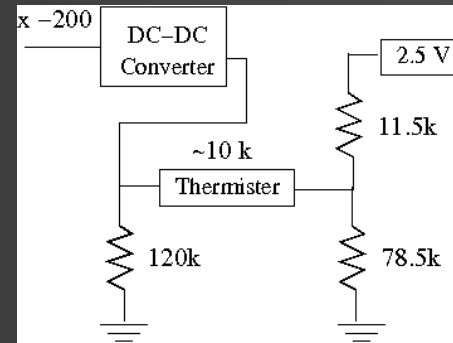 x −200
DC−DC
Converter
2.5 V
11.5k
~10 k
Thermister
120k
78.5k